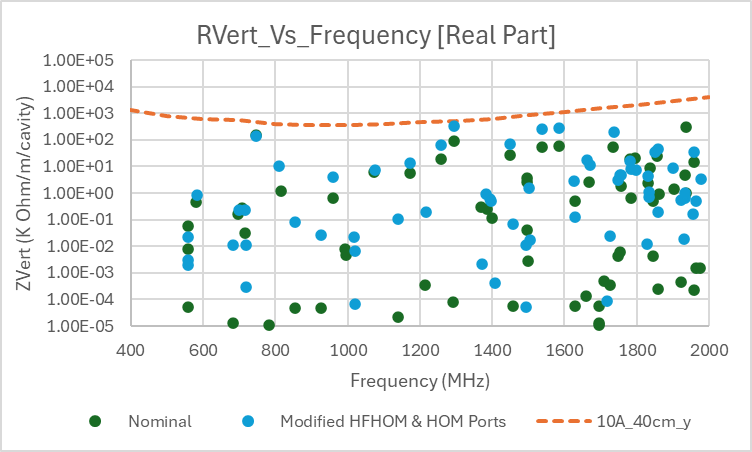 RVert_Vs_Frequency [Real Part]
ZVert (K Ohm/m/cavity)
1.00E+05
1.00E+04
1.00E+03
1.00E+02
1.00E+01
1.00E+00
1.00E-01
1.00E-02
1.00E-03
1.00E-04
1.00E-05
400 600 800 1000 1200 1400 1600 1800 2000
Frequency (MHz)
Nominal Modified HFHOM & HOM Ports 10A_40cm_y